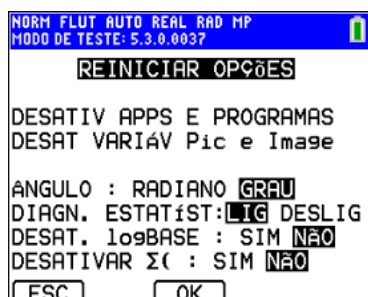 NORM FLUT AUTO REAL RAD MP
MODO DE TESTE: 5.3.0.0037
REINICIAR OPÇõES
DESATIV APPS E PROGRAMAS
DESAT VARIáV Pic e Image
ÂNGULO : RADIANO GRAU
DIAGN. ESTATíST: LIG DESLIG
DESAT. logBASE : SIM NãO
DESATIVAR Σ( : SIM NãO
ESC OK